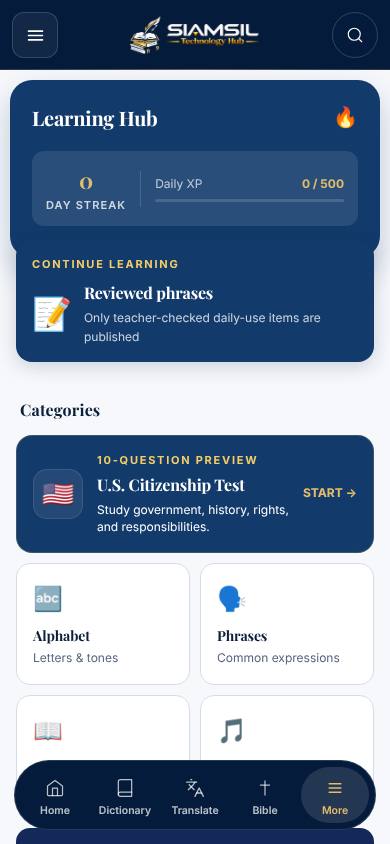 SIAMSIL
Technology Hub
Learning Hub
0
DAY STREAK
Daily XP
0 / 500
CONTINUE LEARNING
Reviewed phrases
Only teacher-checked daily-use items are
published
Categories
10-QUESTION PREVIEW
U.S. Citizenship Test
Study government, history, rights,
and responsibilities.
START →
abc
Alphabet
Letters & tones
Phrases
Common expressions
Home
Dictionary
Translate
Bible
More